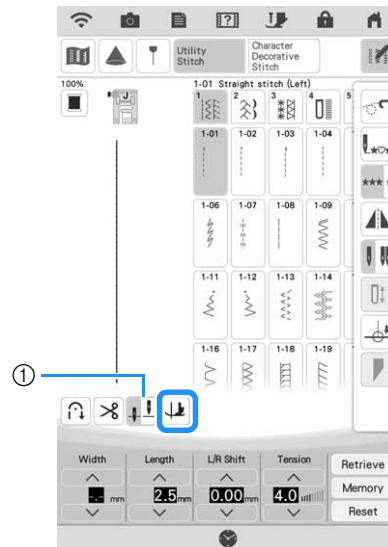 Utility
Stitch
Character
Decorative
Stitch
100%
J
1-01 Straight stitch (Left)
1 2 3 4 5
1-01 1-02 1-03 1-04
1-06 1-07 1-08 1-09
1-11 1-12 1-13 1-14
1-16 1-17 1-18 1-19
①
Width Length L/R Shift Tension
-.- mm 2.5 mm 0.00 mm 4.0
Retrieve
Memory
Reset